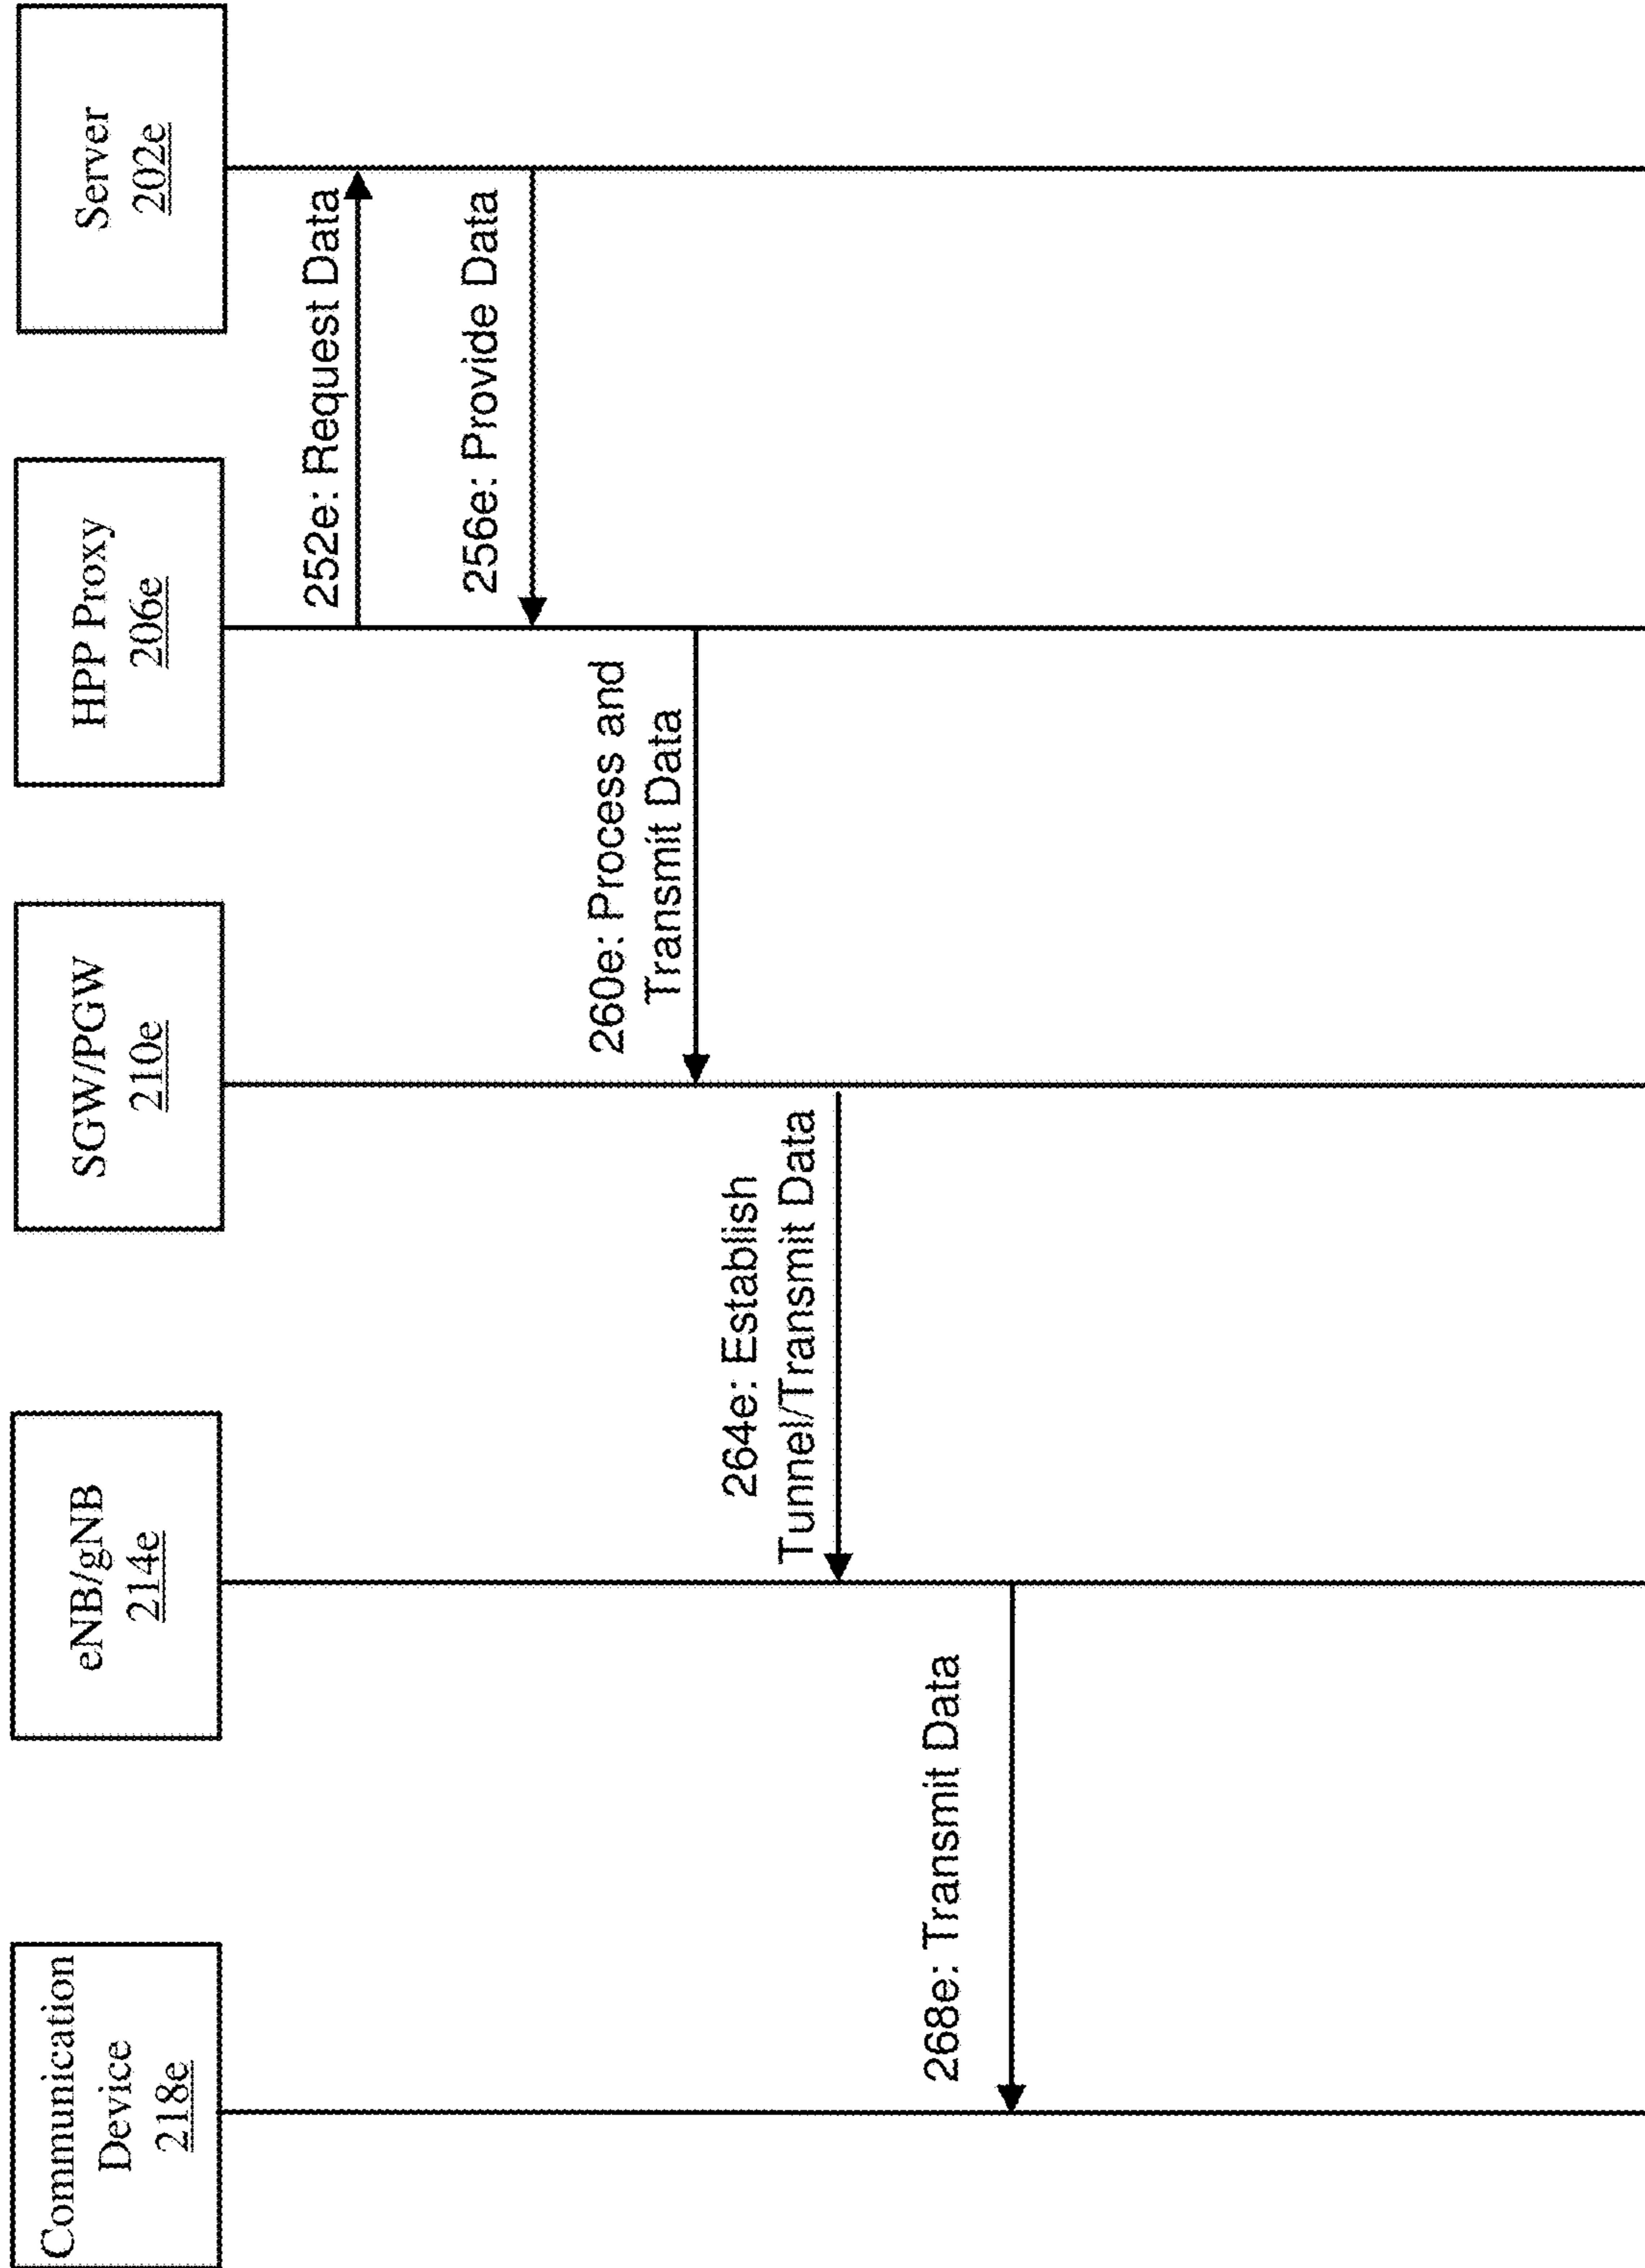 Communication
Device
218e
eNB/gNB
214e
SGW/PGW
210e
HPP Proxy
206e
Server
202e
252e: Request Data
256e: Provide Data
260e: Process and
Transmit Data
264e: Establish
Tunnel/Transmit Data
268e: Transmit Data